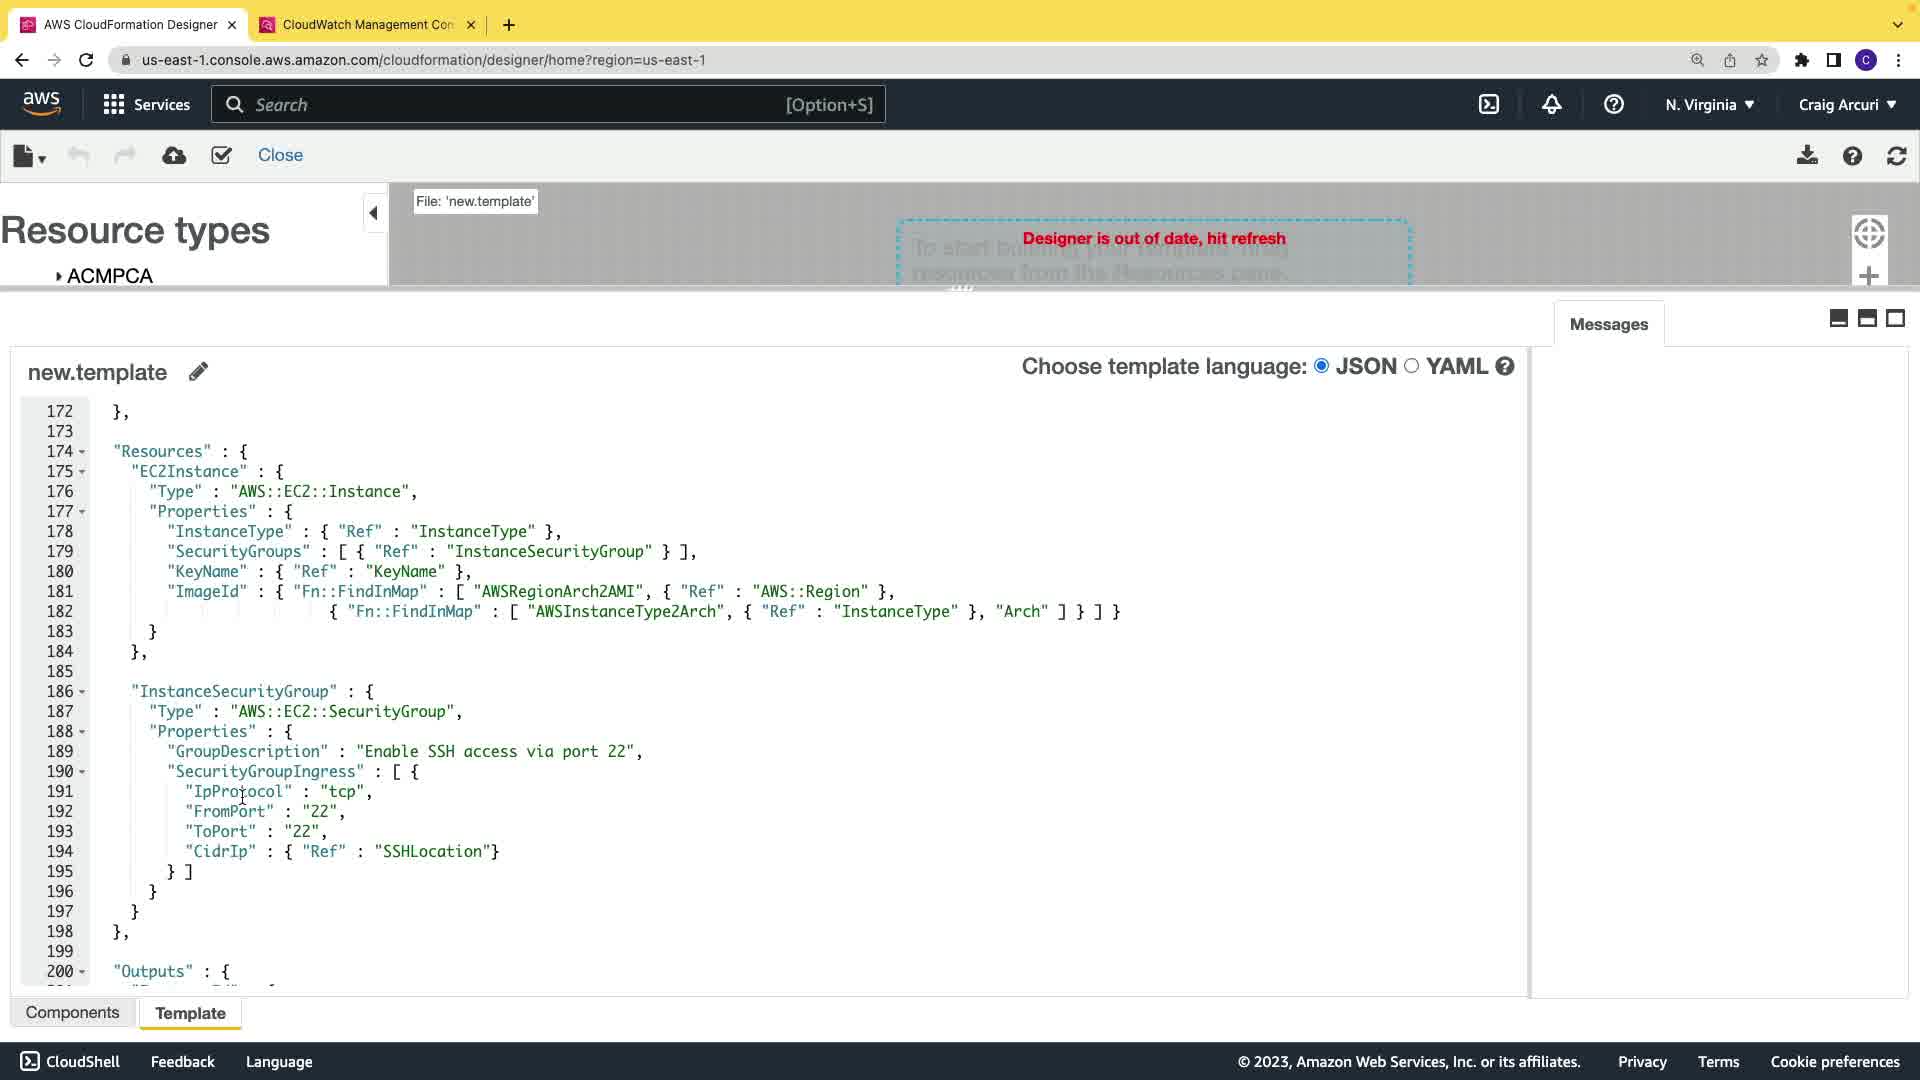 AWS CloudFormation Designer
CloudWatch Management Con
us-east-1.console.aws.amazon.com/cloudformation/designer/home?region=us-east-1
C
aws
Services
Search
[Option+S]
N. Virginia
Craig Arcuri
Close
Resource types
ACMPCA
File: 'new.template'
Designer is out of date, hit refresh
To start building your template, drag
resources from the Resources pane.
Messages
new.template
Choose template language: JSON YAML
172 },
173
174 "Resources" : {
175 "EC2Instance" : {
176 "Type" : "AWS::EC2::Instance",
177 "Properties" : {
178 "InstanceType" : { "Ref" : "InstanceType" },
179 "SecurityGroups" : [ { "Ref" : "InstanceSecurityGroup" } ],
180 "KeyName" : { "Ref" : "KeyName" },
181 "ImageId" : { "Fn::FindInMap" : [ "AWSRegionArch2AMI", { "Ref" : "AWS::Region" },
182 { "Fn::FindInMap" : [ "AWSInstanceType2Arch", { "Ref" : "InstanceType" }, "Arch" ] } ] }
183 }
184 },
185
186 "InstanceSecurityGroup" : {
187 "Type" : "AWS::EC2::SecurityGroup",
188 "Properties" : {
189 "GroupDescription" : "Enable SSH access via port 22",
190 "SecurityGroupIngress" : [ {
191 "IpProtocol" : "tcp",
192 "FromPort" : "22",
193 "ToPort" : "22",
194 "CidrIp" : { "Ref" : "SSHLocation"}
195 } ]
196 }
197 }
198 },
199
200 "Outputs" : {
Components
Template
CloudShell
Feedback
Language
© 2023, Amazon Web Services, Inc. or its affiliates.
Privacy
Terms
Cookie preferences